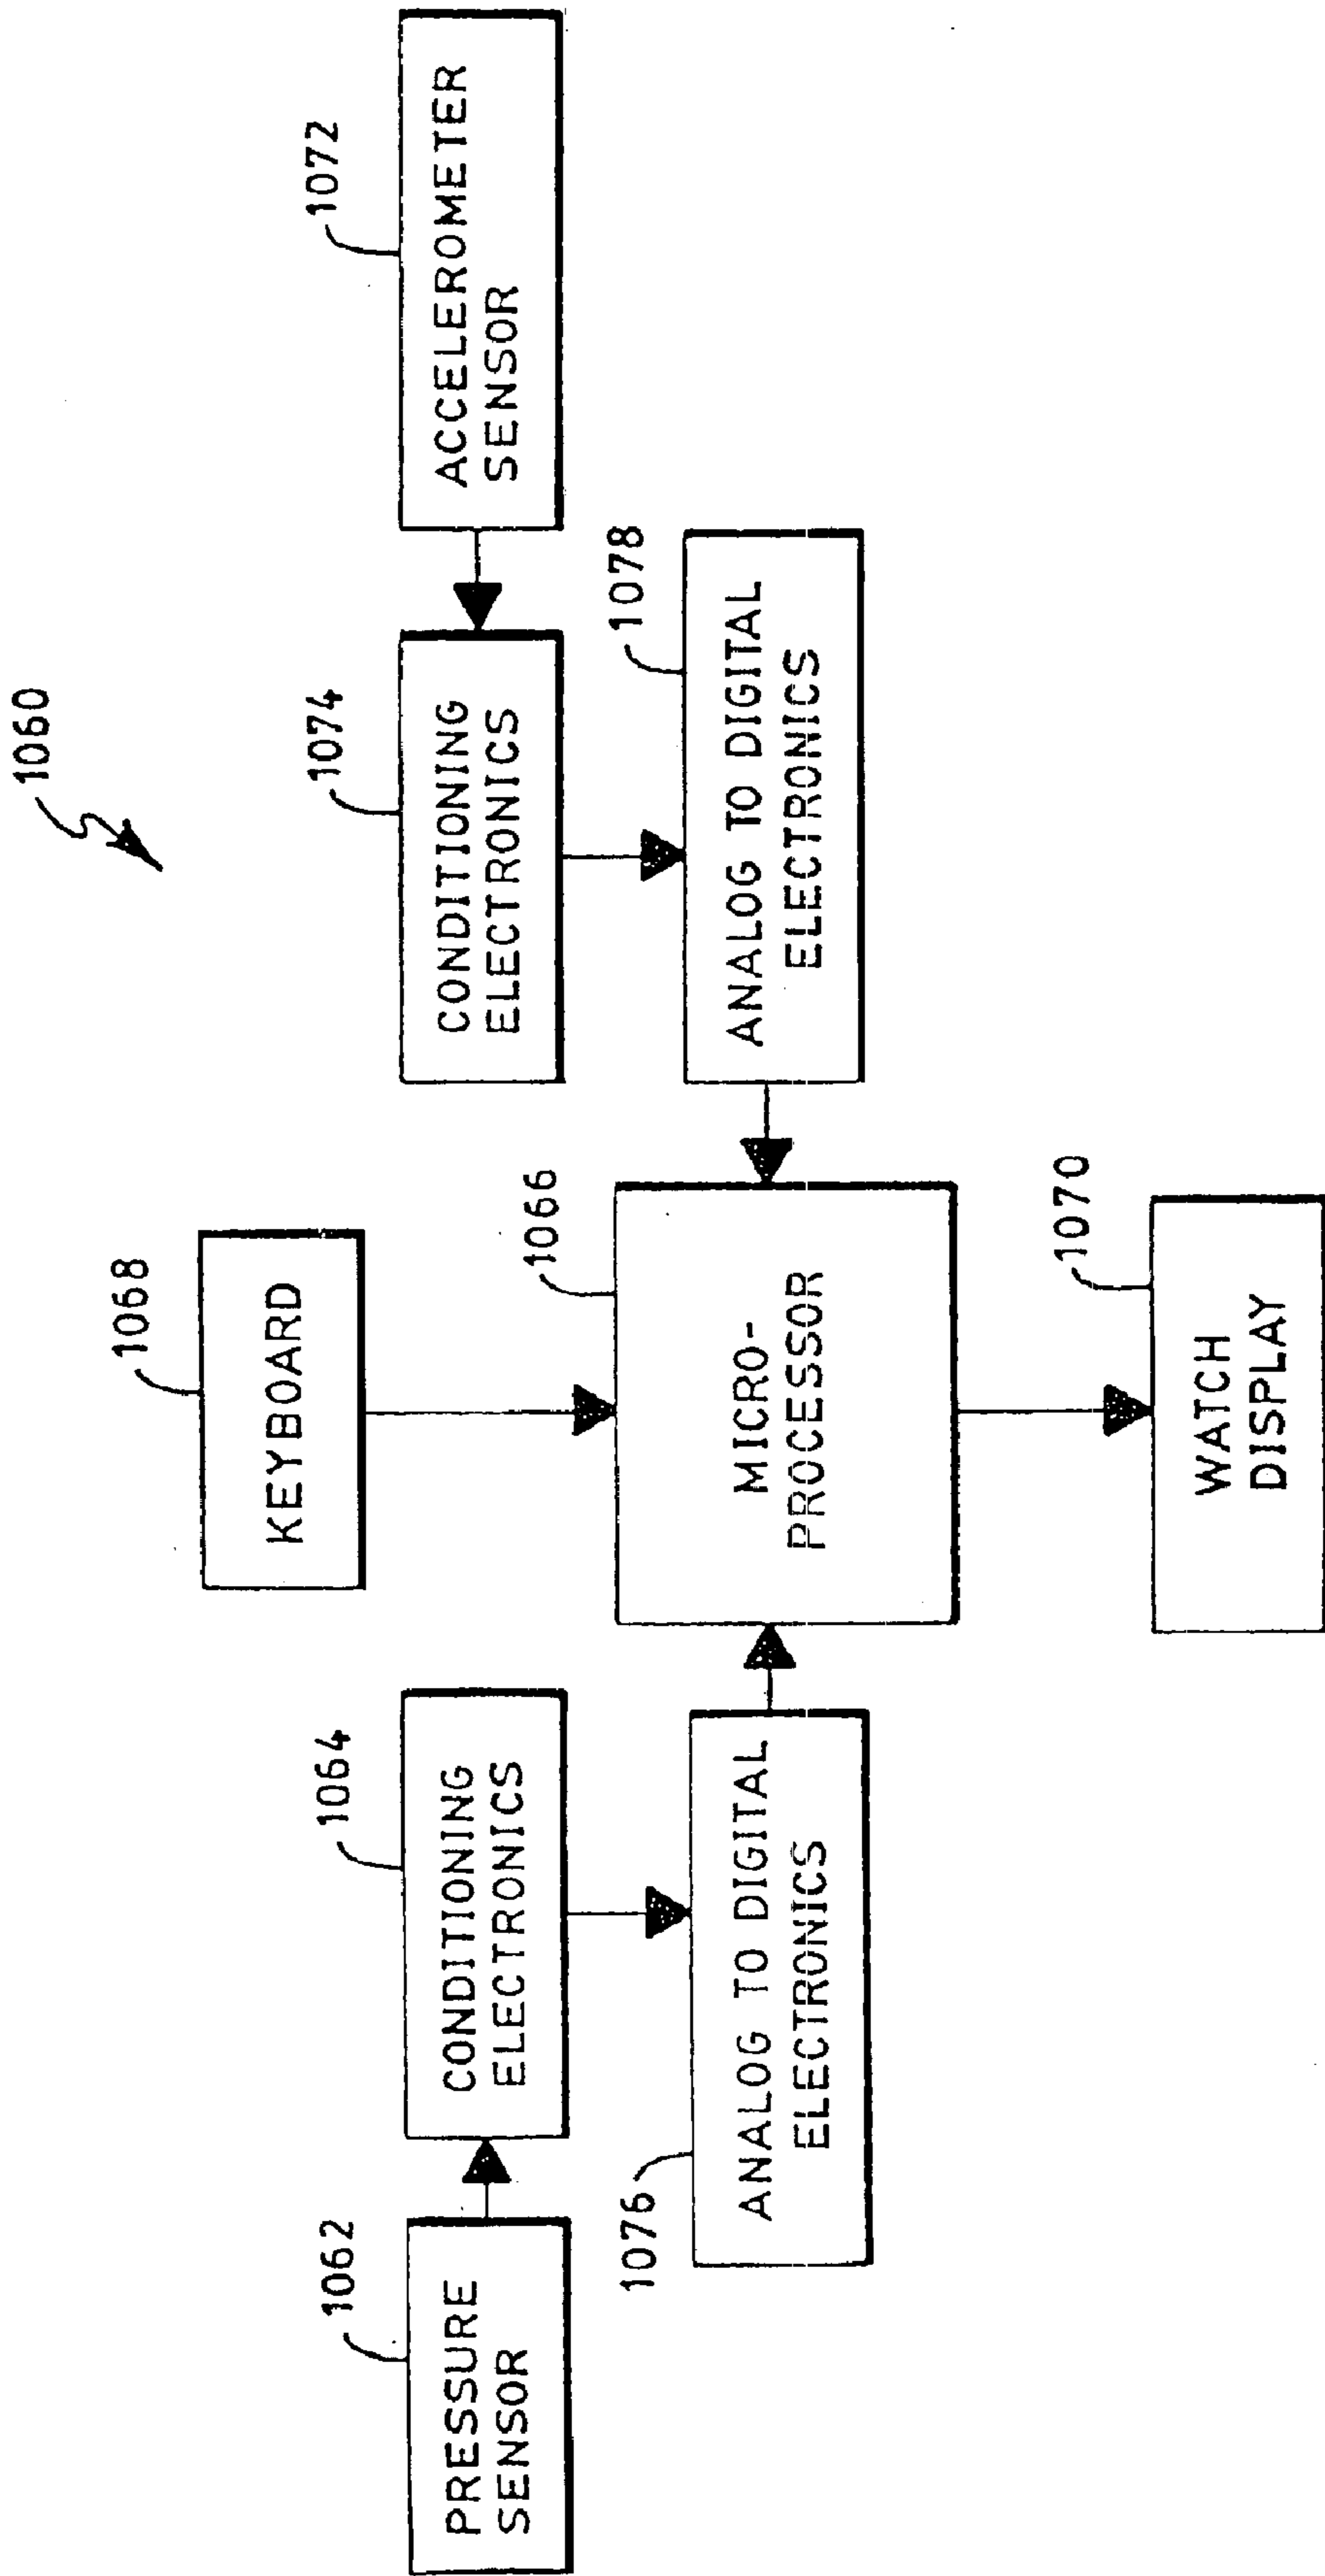 1060
1068
KEYBOARD
1062
PRESSURE
SENSOR
1064
CONDITIONING
ELECTRONICS
1074
CONDITIONING
ELECTRONICS
1072
ACCELEROMETER
SENSOR
1076
ANALOG TO DIGITAL
ELECTRONICS
1066
MICRO-
PROCESSOR
1078
ANALOG TO DIGITAL
ELECTRONICS
1070
WATCH
DISPLAY